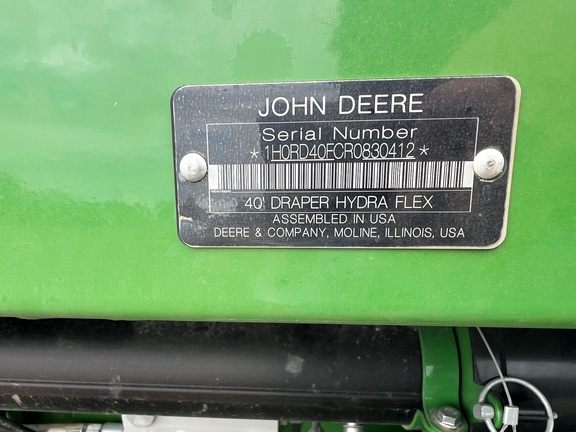 JOHN DEERE
Serial Number
*1H0RD40FCR0830412*
40' DRAPER HYDRA FLEX
ASSEMBLED IN USA
DEERE & COMPANY, MOLINE, ILLINOIS, USA